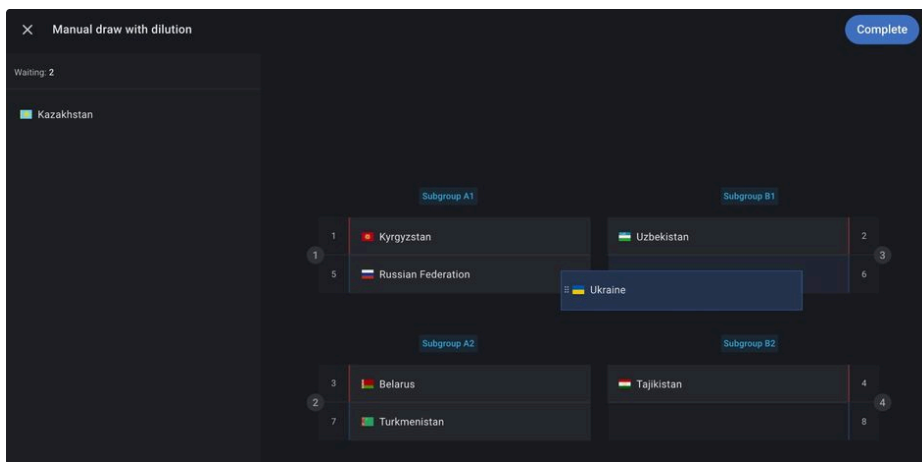 Manual draw with dilution
Complete
Waiting: 2
Kazakhstan
Subgroup A1
Subgroup B1
1 Kyrgyzstan
Uzbekistan 2
1
3
5 Russian Federation
6
Ukraine
Subgroup A2
Subgroup B2
3 Belarus
Tajikistan 4
2
4
7 Turkmenistan
8